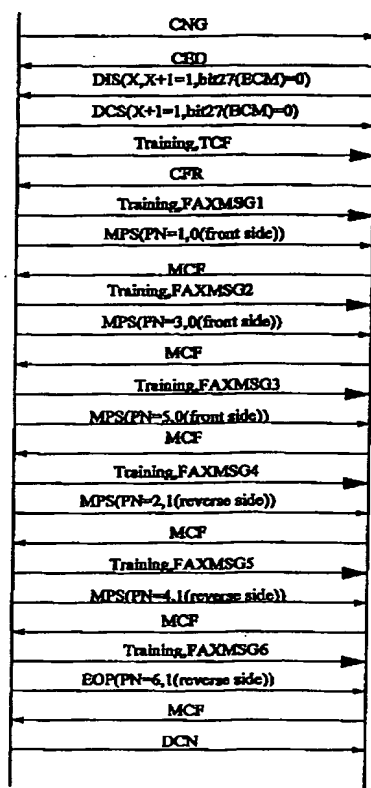 CNG
CED
DIS(X,X+1=1,bit27(ECM)=0)
DCS(X+1=1,bit27(ECM)=0)
Training,TCF
CFR
Training,FAXMSG1
MPS(PN=1,0(front side))
MCF
Training,FAXMSG2
MPS(PN=3,0(front side))
MCF
Training,FAXMSG3
MPS(PN=5,0(front side))
MCF
Training,FAXMSG4
MPS(PN=2,1(reverse side))
MCF
Training,FAXMSG5
MPS(PN=4,1(reverse side))
MCF
Training,FAXMSG6
EOP(PN=6,1(reverse side))
MCF
DCN